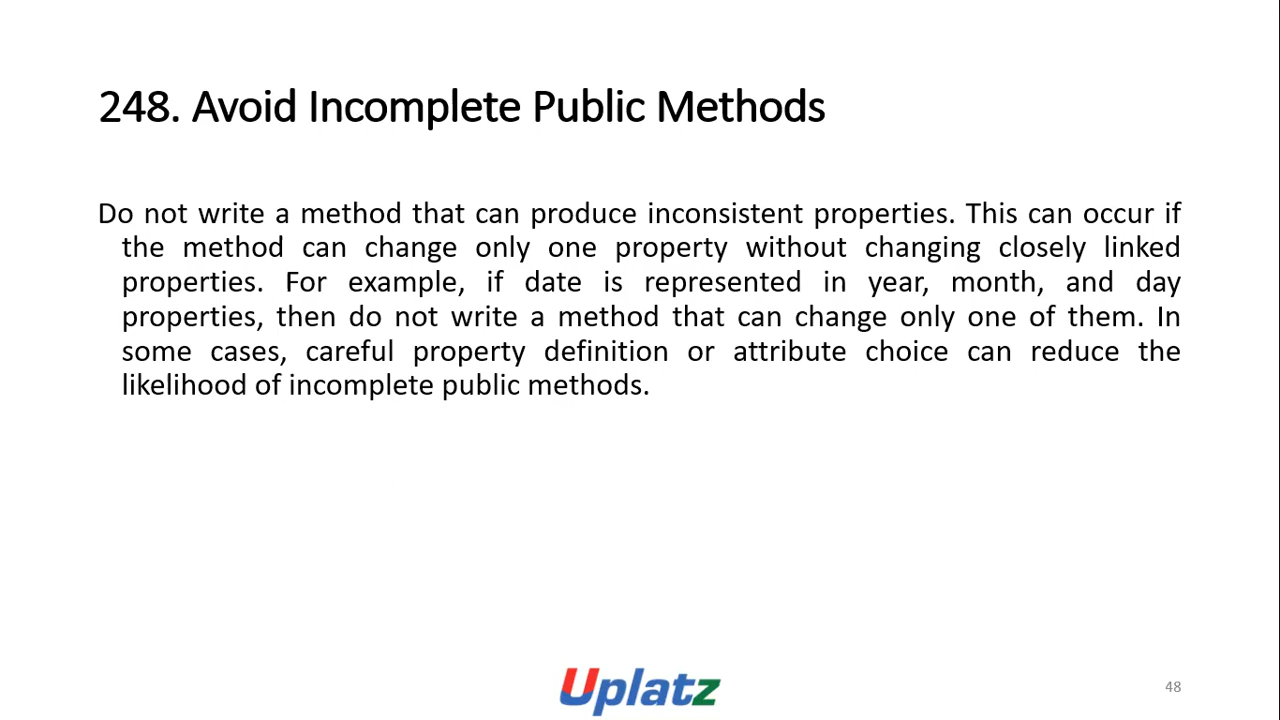 248. Avoid Incomplete Public Methods
Do not write a method that can produce inconsistent properties. This can occur if
the method can change only one property without changing closely linked
properties. For example, if date is represented in year, month, and day
properties, then do not write a method that can change only one of them. In
some cases, careful property definition or attribute choice can reduce the
likelihood of incomplete public methods.
Uplatz
48